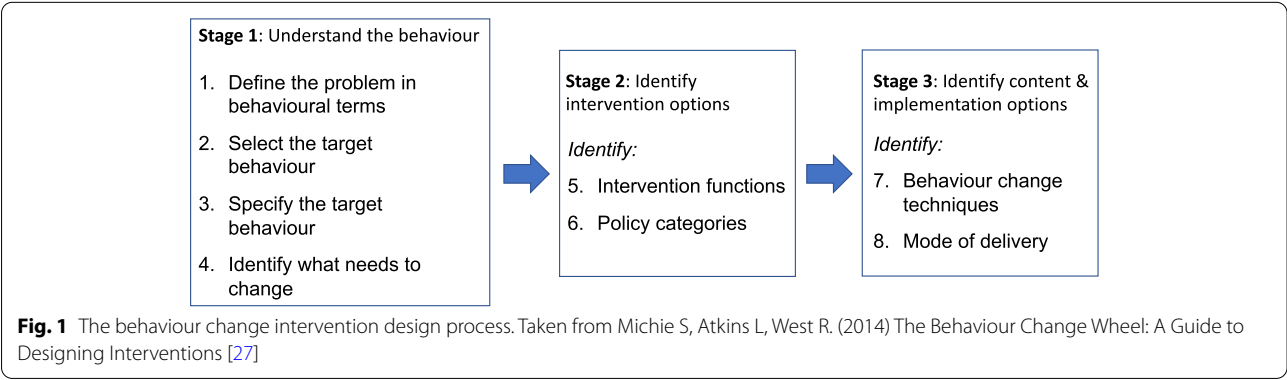 Stage 1: Understand the behaviour
1. Define the problem in
behavioural terms
2. Select the target
behaviour
3. Specify the target
behaviour
4. Identify what needs to
change
Stage 2: Identify
intervention options
Identify:
5. Intervention functions
6. Policy categories
Stage 3: Identify content &
implementation options
Identify:
7. Behaviour change
techniques
8. Mode of delivery
Fig. 1 The behaviour change intervention design process. Taken from Michie S, Atkins L, West R. (2014) The Behaviour Change Wheel: A Guide to
Designing Interventions [27]